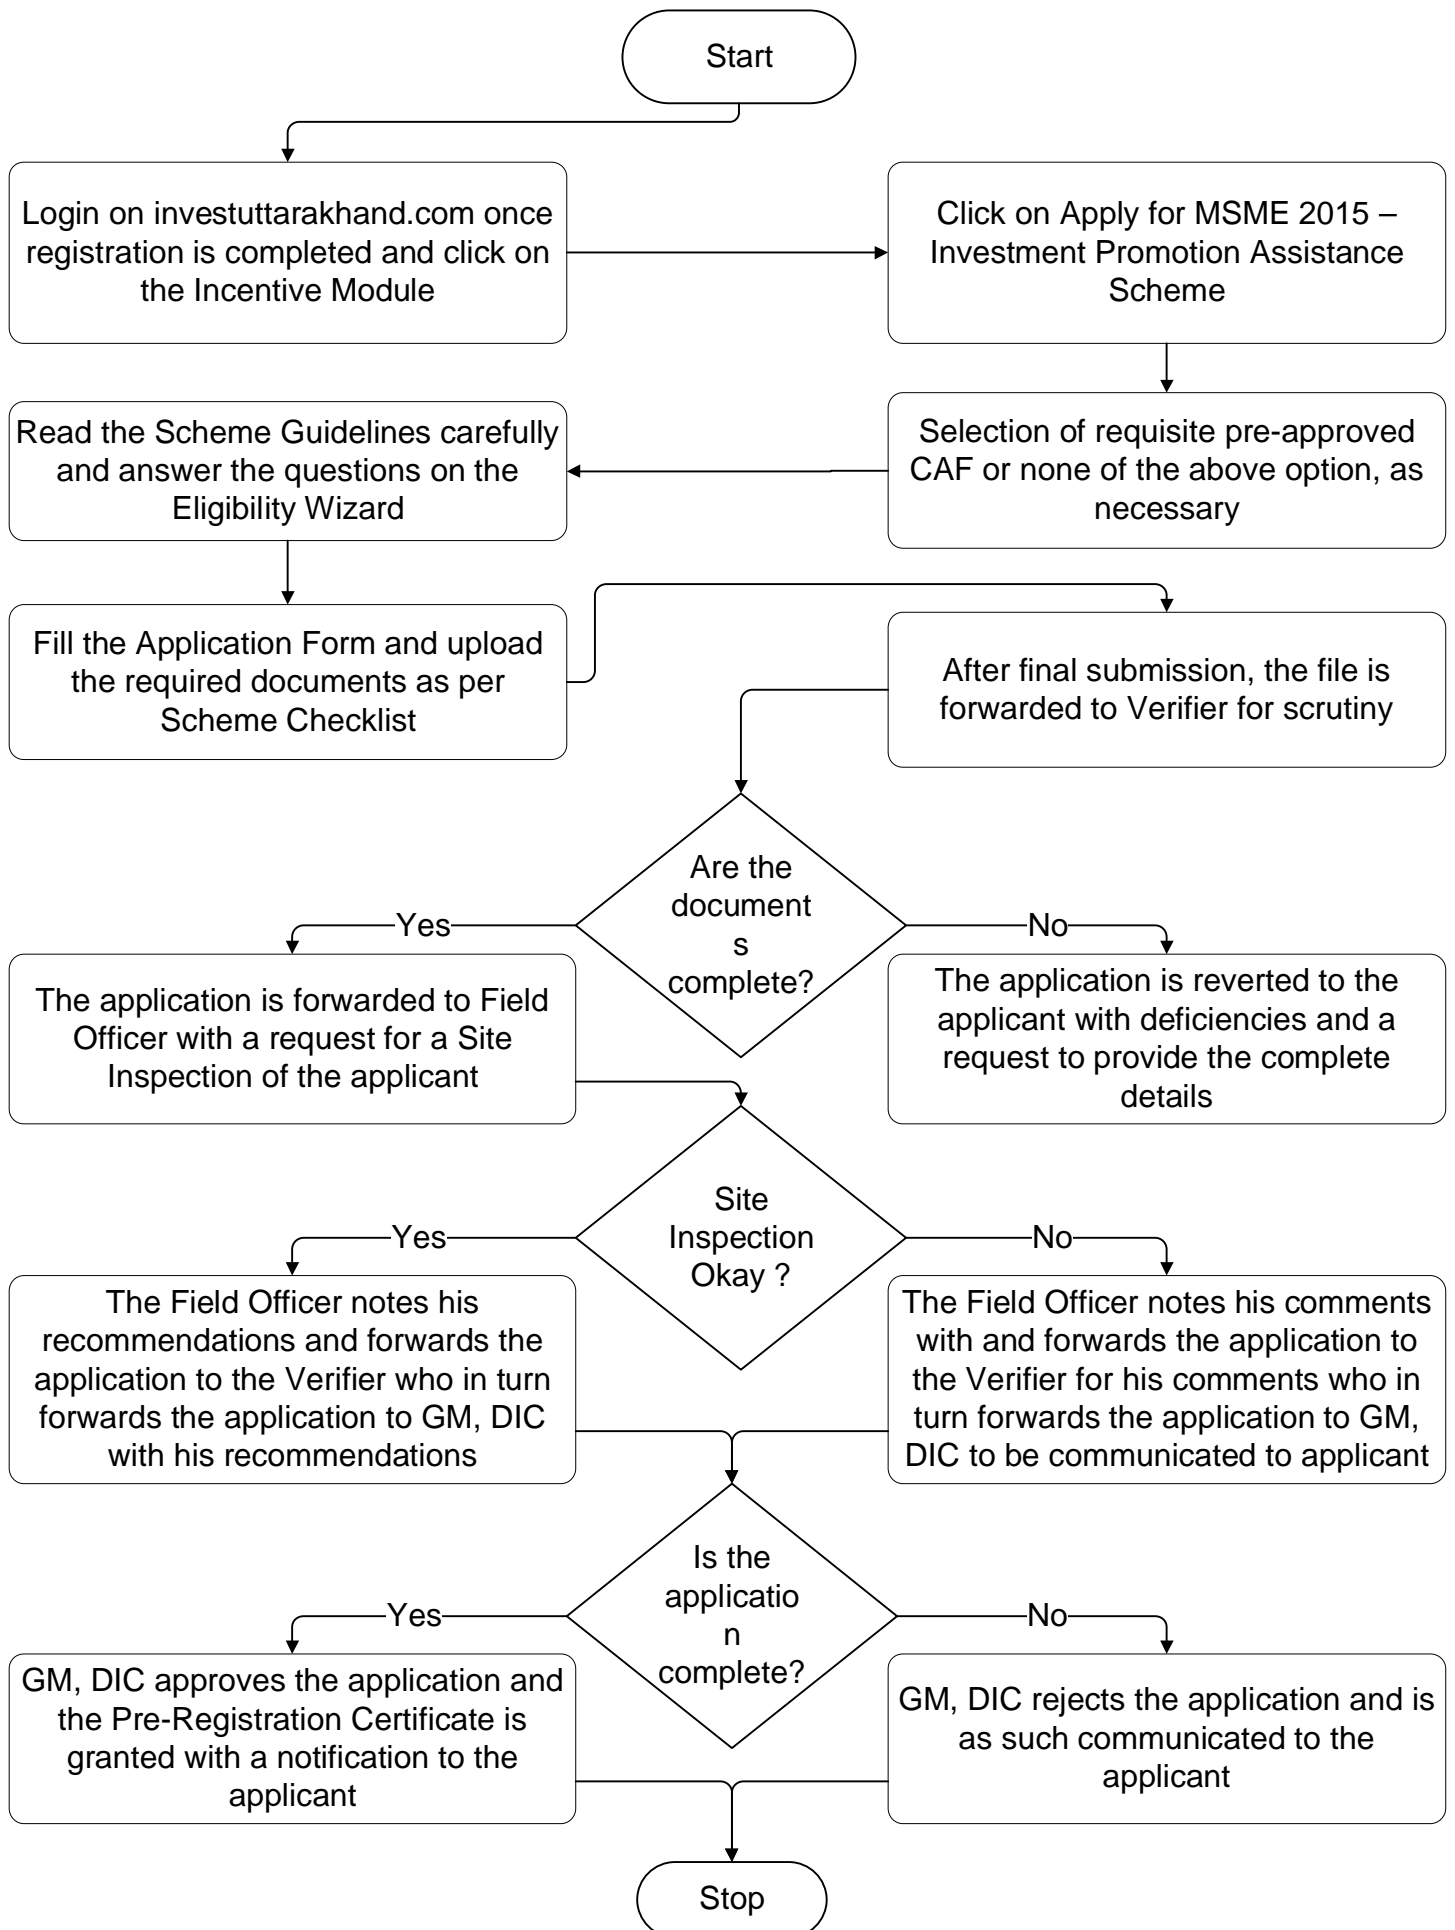 Start
Login on investuttarakhand.com once
registration is completed and click on
the Incentive Module
Click on Apply for MSME 2015 –
Investment Promotion Assistance
Scheme
Selection of requisite pre-approved
CAF or none of the above option, as
necessary
Read the Scheme Guidelines carefully
and answer the questions on the
Eligibility Wizard
Fill the Application Form and upload
the required documents as per
Scheme Checklist
After final submission, the file is
forwarded to Verifier for scrutiny
Are the
document
s
complete?
Yes
No
The application is forwarded to Field
Officer with a request for a Site
Inspection of the applicant
The application is reverted to the
applicant with deficiencies and a
request to provide the complete
details
Site
Inspection
Okay ?
Yes
No
The Field Officer notes his
recommendations and forwards the
application to the Verifier who in turn
forwards the application to GM, DIC
with his recommendations
The Field Officer notes his comments
with and forwards the application to
the Verifier for his comments who in
turn forwards the application to GM,
DIC to be communicated to applicant
Is the
applicatio
n
complete?
Yes
No
GM, DIC approves the application and
the Pre-Registration Certificate is
granted with a notification to the
applicant
GM, DIC rejects the application and is
as such communicated to the
applicant
Stop